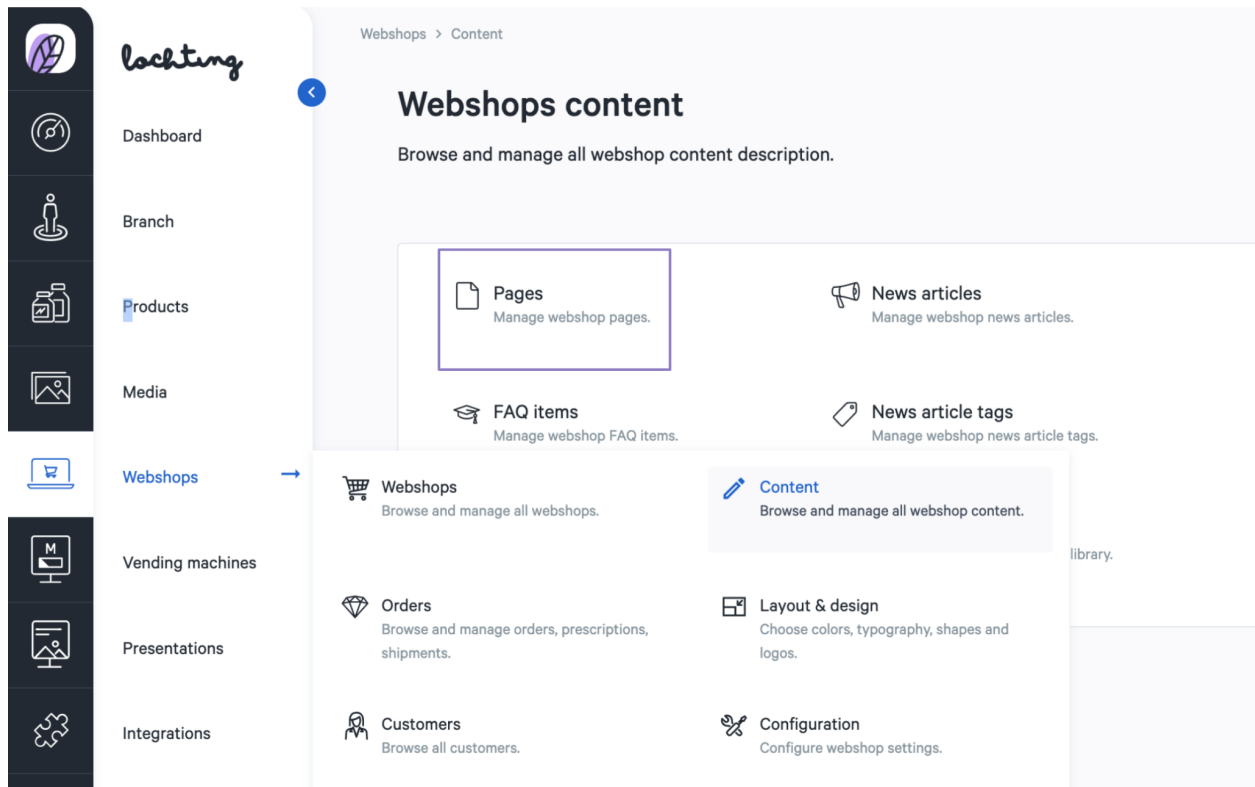 lochting
Dashboard
Branch
Products
Media
Webshops
Vending machines
Presentations
Integrations
Webshops > Content
Webshops content
Browse and manage all webshop content description.
Pages
Manage webshop pages.
News articles
Manage webshop news articles.
FAQ items
Manage webshop FAQ items.
News article tags
Manage webshop news article tags.
library.
Webshops
Browse and manage all webshops.
Content
Browse and manage all webshop content.
Orders
Browse and manage orders, prescriptions,
shipments.
Layout & design
Choose colors, typography, shapes and
logos.
Customers
Browse all customers.
Configuration
Configure webshop settings.
M